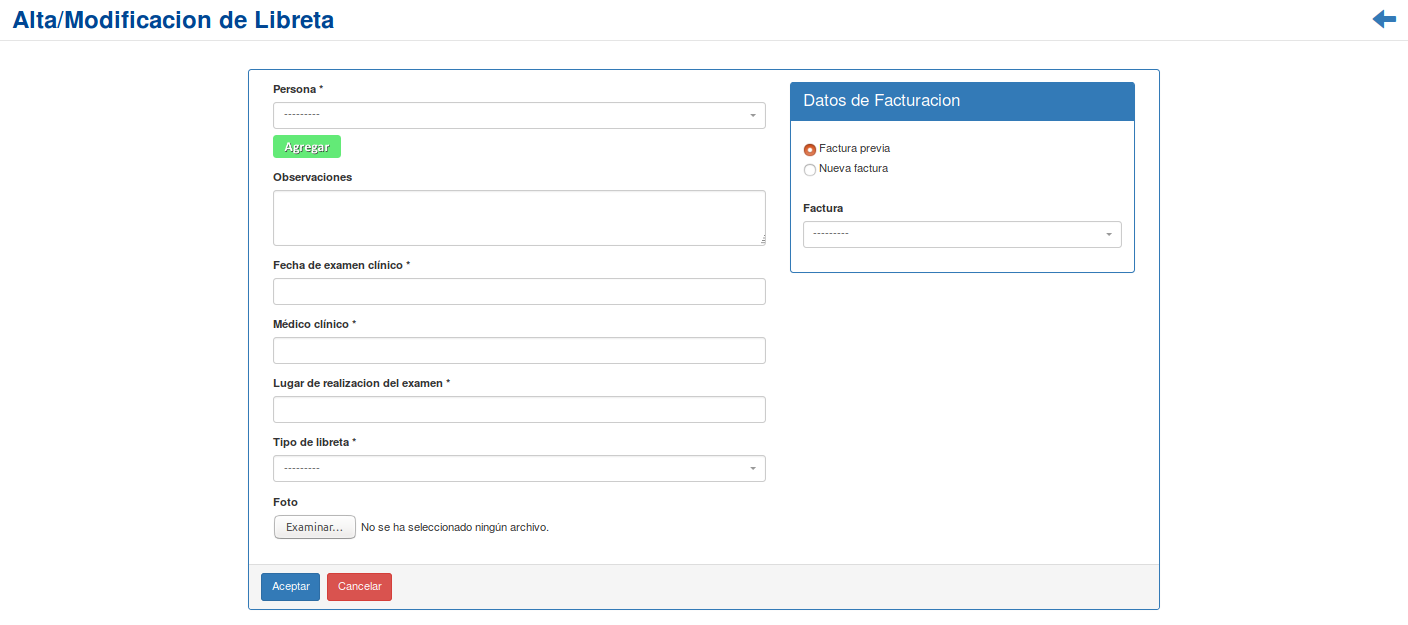 Alta/Modificacion de Libreta
Persona *
---------
Agregar
Observaciones
Fecha de examen clínico *
Médico clínico *
Lugar de realizacion del examen *
Tipo de libreta *
---------
Foto
Examinar... No se ha seleccionado ningún archivo.
Datos de Facturacion
Factura previa
Nueva factura
Factura
---------
Aceptar Cancelar